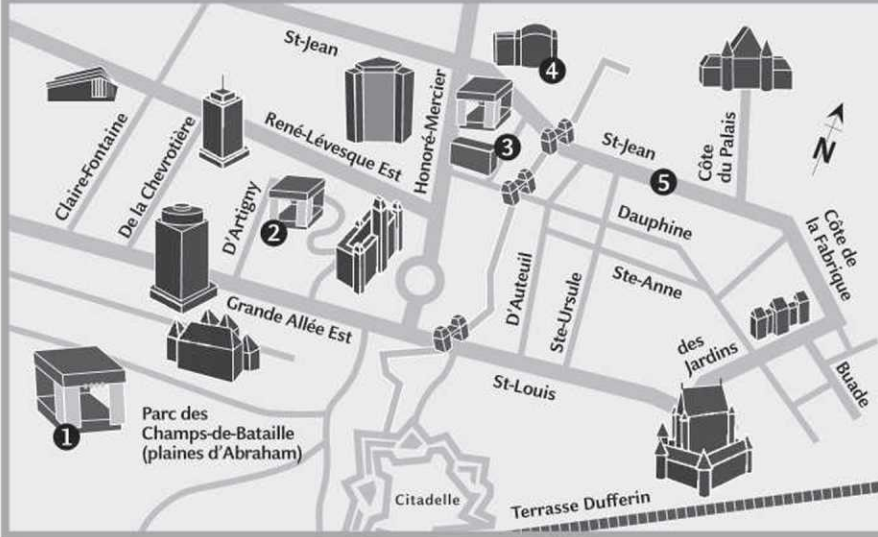 St-Jean
4
Honoré-Mercier
René-Lévesque Est
3
St-Jean
Côte
du Palais
N
5
Claire-Fontaine
De la Chevrotière
D'Artigny
2
Dauphine
Côte de
la Fabrique
Ste-Anne
D'Auteuil
Ste-Ursule
Grande Allée Est
des
Jardins
St-Louis
Buade
1
Parc des
Champs-de-Bataille
(plaines d'Abraham)
Citadelle
Terrasse Dufferin